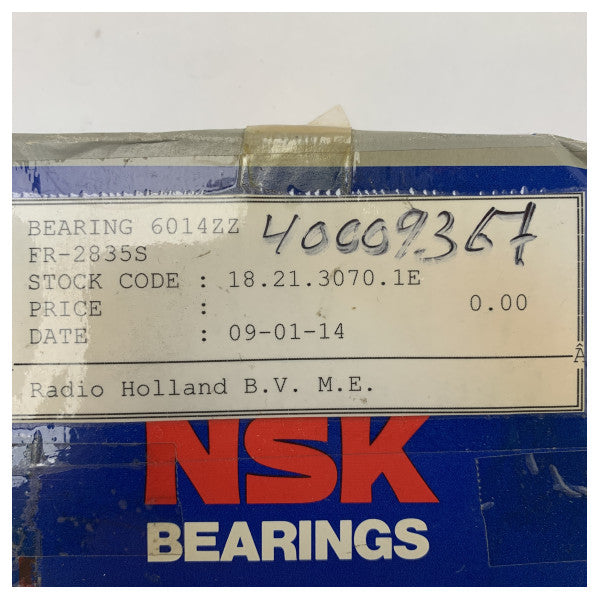 BEARING 6014ZZ 40009367
FR-2835S
STOCK CODE : 18.21.3070.1E
PRICE : 0.00
DATE : 09-01-14
Â
Radio Holland B.V. M.E.
NSK
BEARINGS